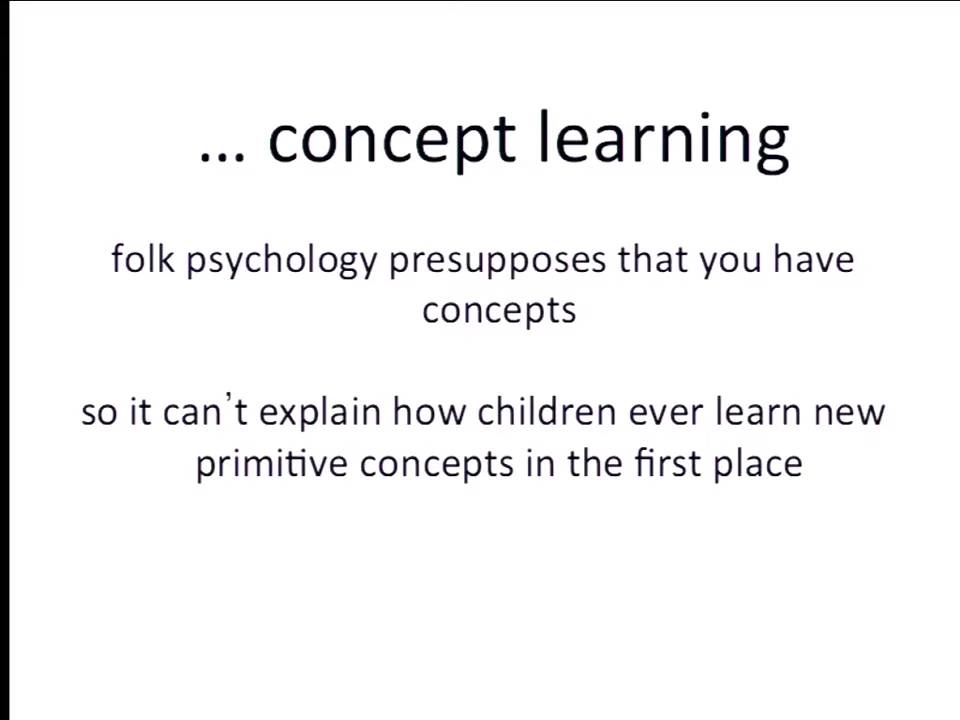 ... concept learning
folk psychology presupposes that you have
concepts
so it can’t explain how children ever learn new
primitive concepts in the first place